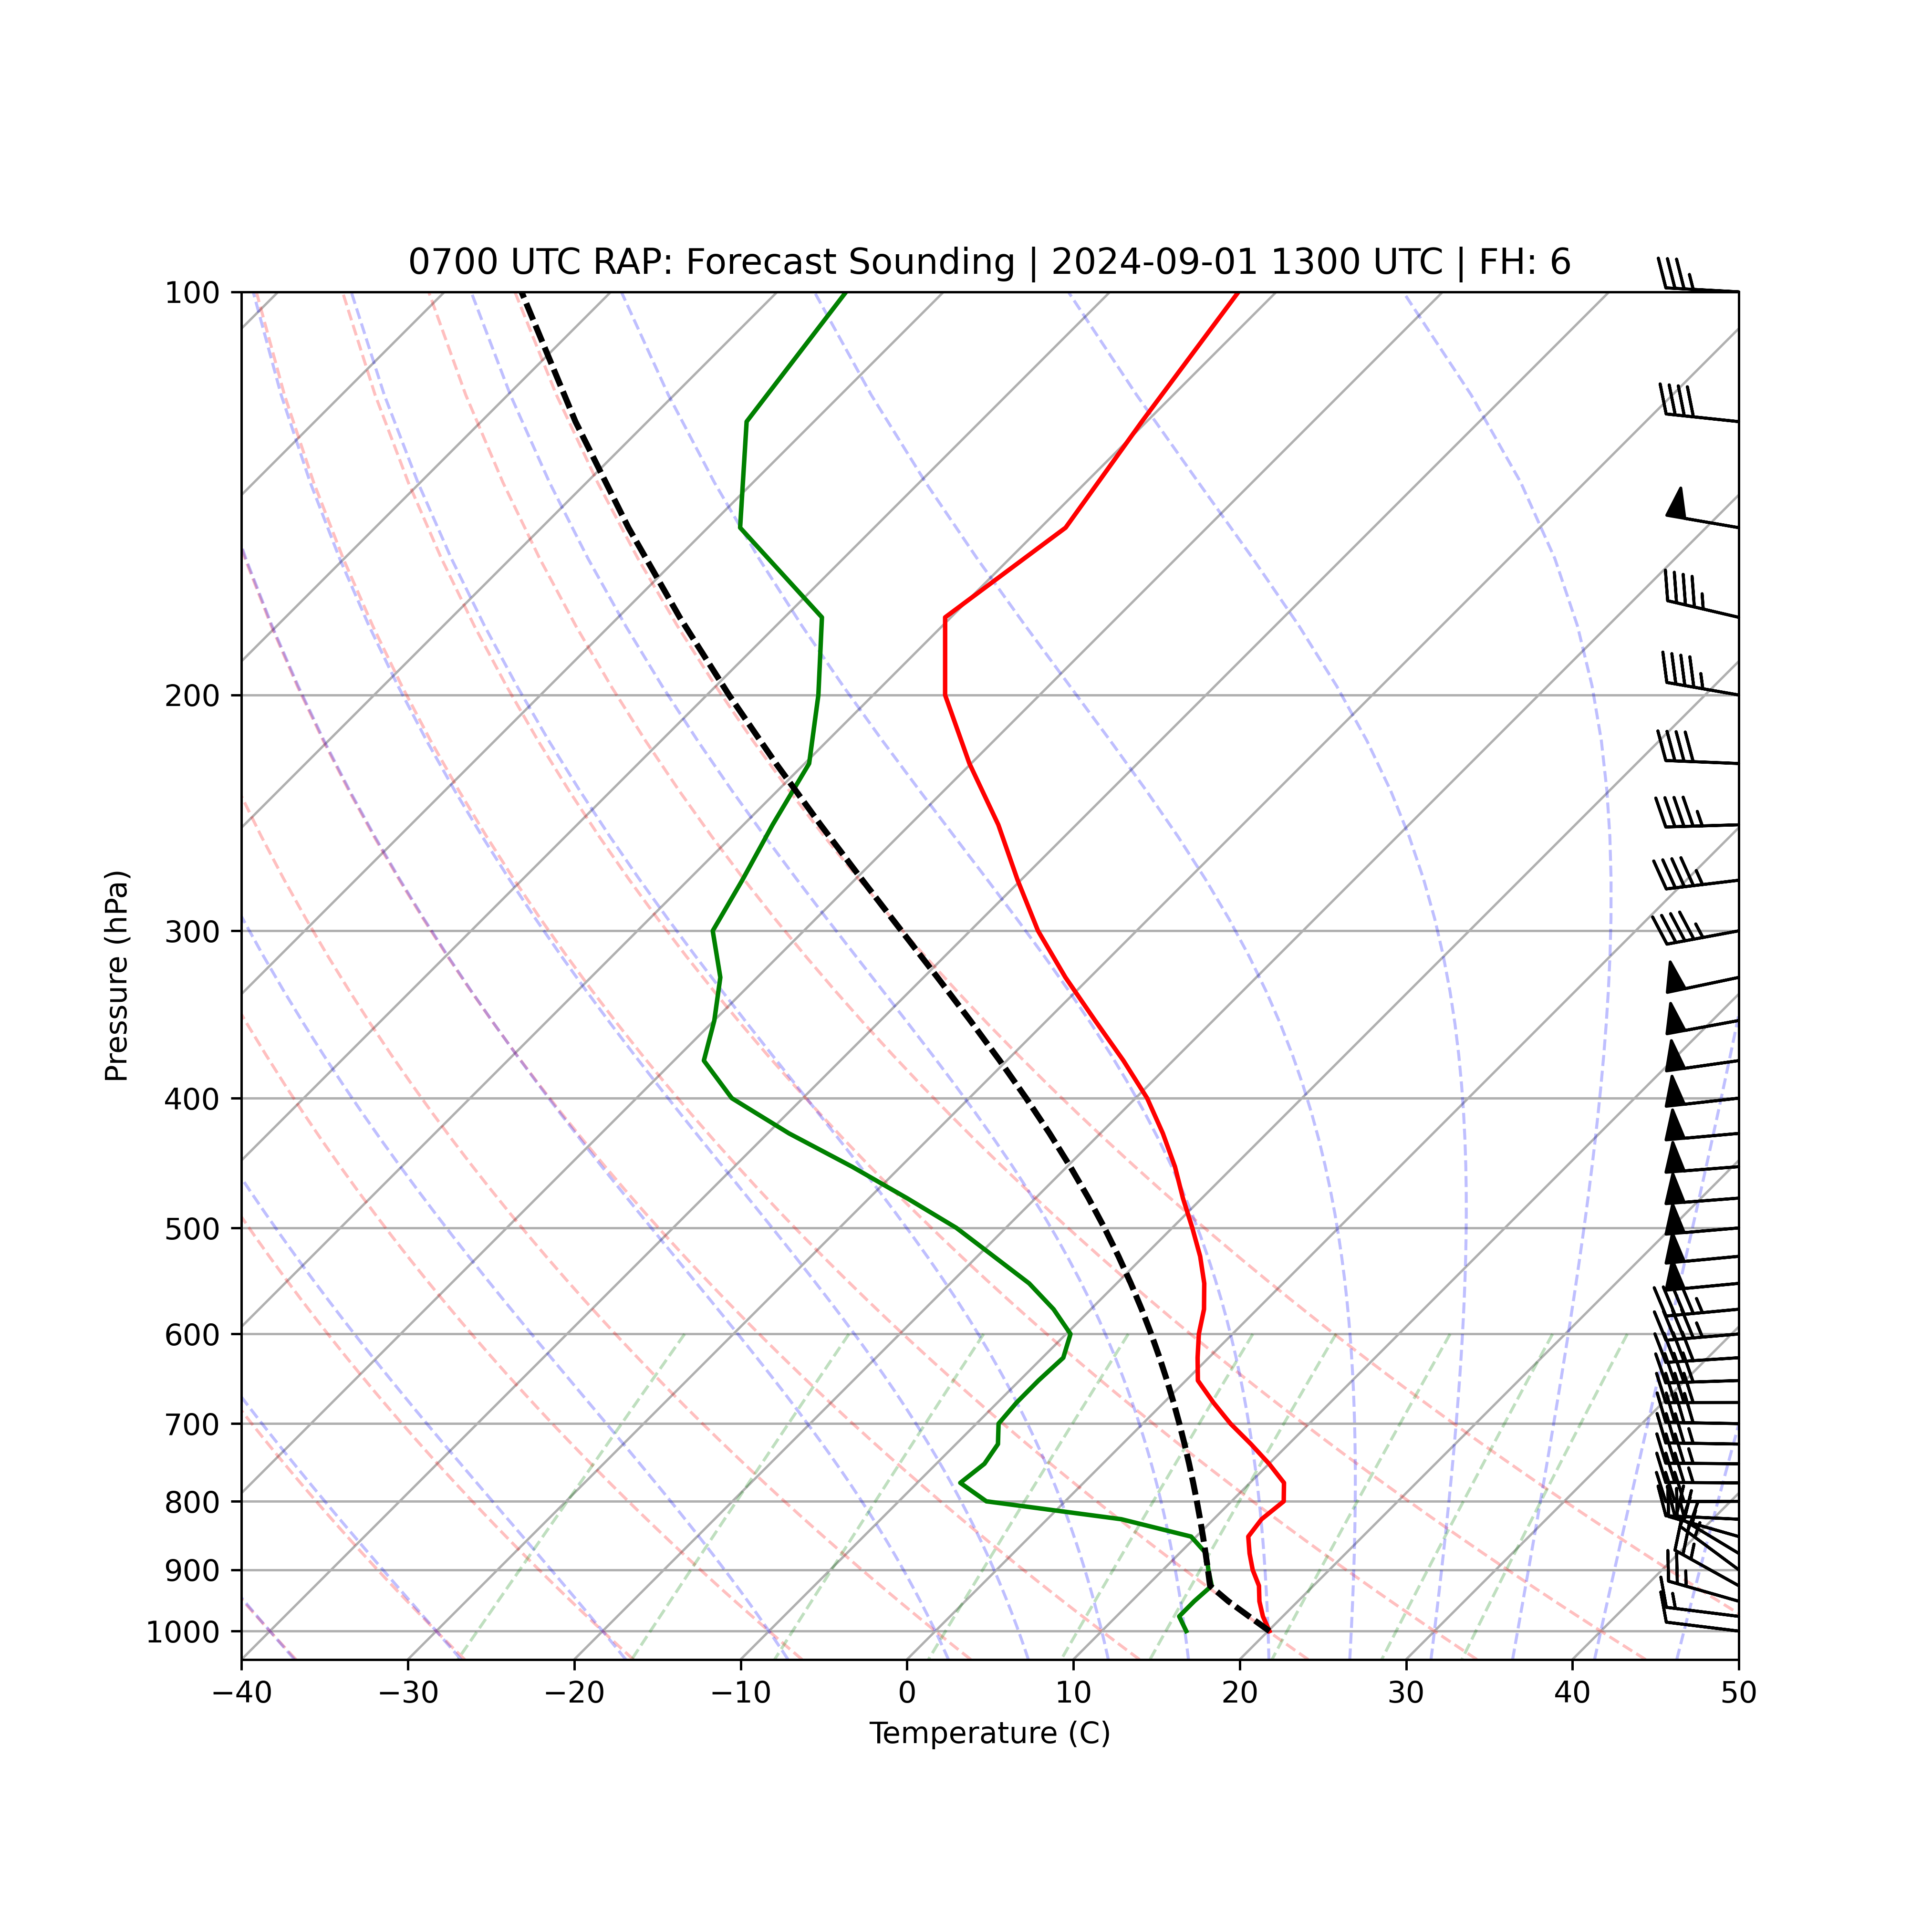 0700 UTC RAP: Forecast Sounding | 2024-09-01 1300 UTC | FH: 6
100
200
300
400
500
600
700
800
900
1000
Pressure (hPa)
−40 −30 −20 −10 0 10 20 30 40 50
Temperature (C)